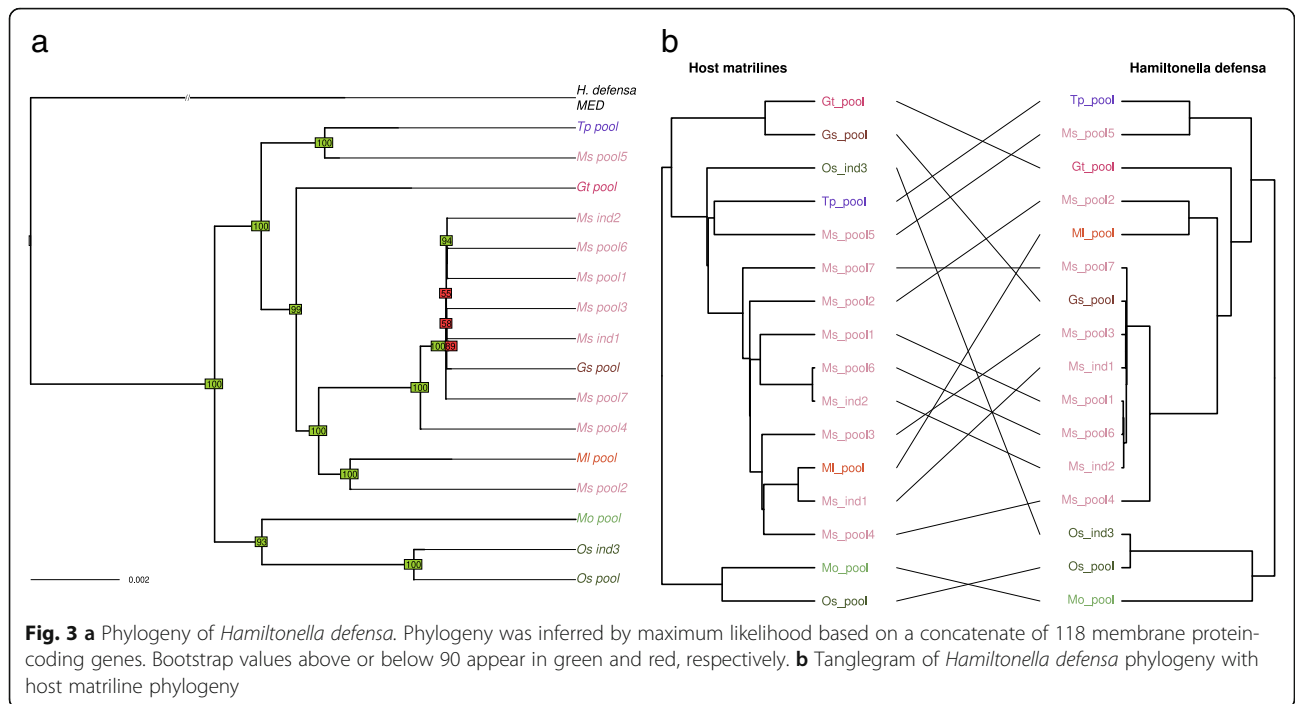 a
H. defensa
//
MED
Tp pool
100
Ms pool5
Gt pool
Ms ind2
100
94
Ms pool6
Ms pool1
55
Ms pool3
99
58
Ms ind1
100
69
Gs pool
100
100
Ms pool7
Ms pool4
100
Ml pool
100
Ms pool2
Mo pool
93
Os ind3
100
0.002
Os pool
b
Host matrilines
Hamiltonella defensa
Gt_pool
Tp_pool
Gs_pool
Ms_pool5
Os_ind3
Gt_pool
Tp_pool
Ms_pool2
Ms_pool5
Ml_pool
Ms_pool7
Ms_pool7
Ms_pool2
Gs_pool
Ms_pool1
Ms_pool3
Ms_pool6
Ms_ind1
Ms_ind2
Ms_pool1
Ms_pool3
Ms_pool6
Ml_pool
Ms_ind2
Ms_ind1
Ms_pool4
Ms_pool4
Os_ind3
Mo_pool
Os_pool
Os_pool
Mo_pool
Fig. 3 a Phylogeny of Hamiltonella defensa. Phylogeny was inferred by maximum likelihood based on a concatenate of 118 membrane protein-
coding genes. Bootstrap values above or below 90 appear in green and red, respectively. b Tanglegram of Hamiltonella defensa phylogeny with
host matriline phylogeny